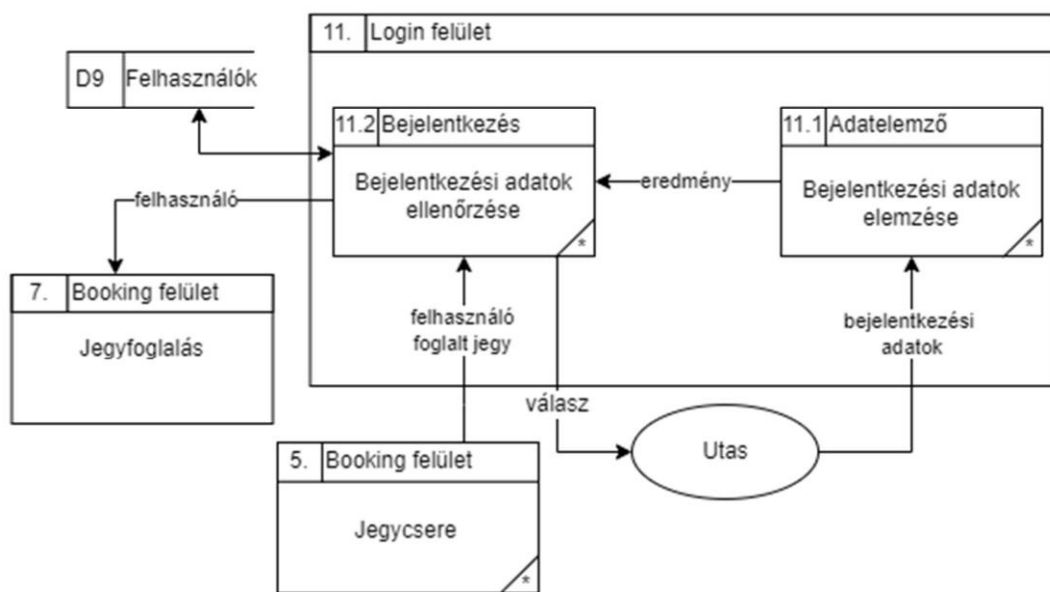 11. Login felület
D9 Felhasználók
11.2 Bejelentkezés
Bejelentkezési adatok
ellenőrzése
*
11.1 Adatelemző
Bejelentkezési adatok
elemzése
*
eredmény
felhasználó
7. Booking felület
Jegyfoglalás
felhasználó
foglalt jegy
bejelentkezési
adatok
válasz
Utas
5. Booking felület
Jegycsere
*